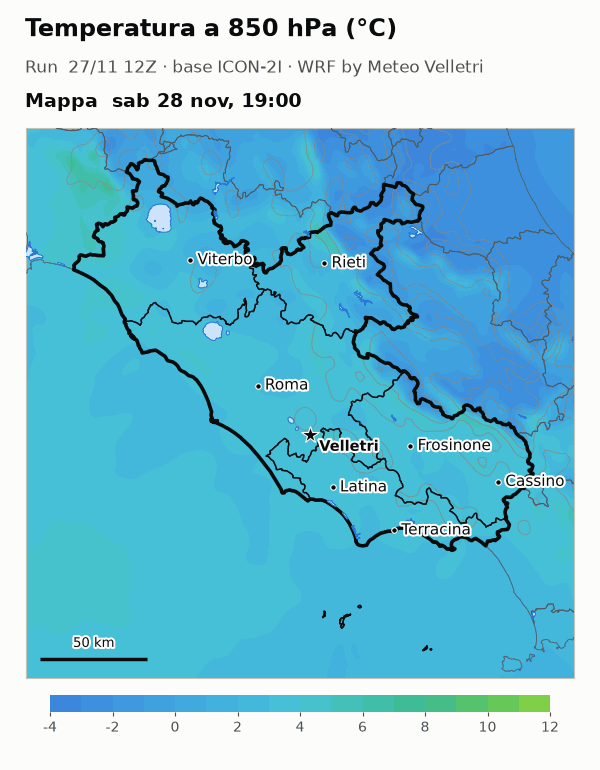 Temperatura a 850 hPa (°C)
Run  27/11 12Z · base ICON-2I · WRF by Meteo Velletri
Mappa  sab 28 nov, 19:00
Viterbo
Rieti
Roma
Velletri
Frosinone
Cassino
Latina
Terracina
50 km
-4 -2 0 2 4 6 8 10 12